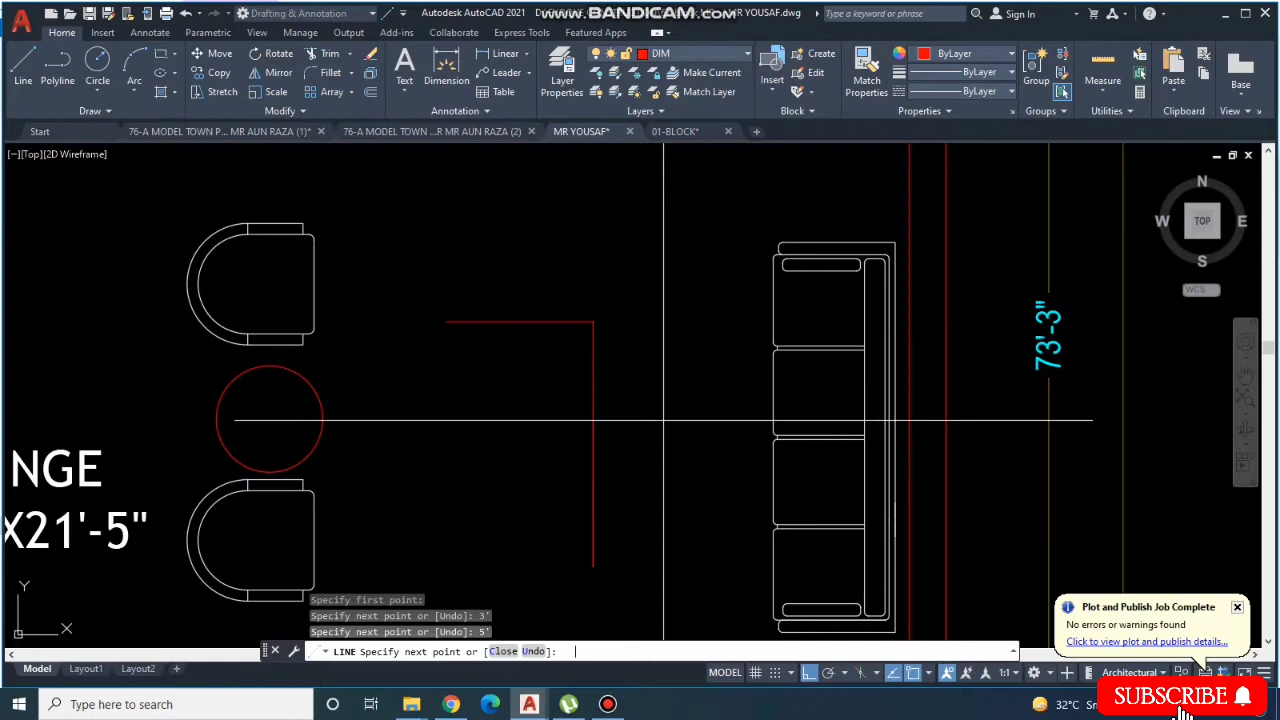 Drafting & Annotation
Autodesk AutoCAD 2021
www.BANDICAM.com
MR YOUSAF.dwg
Type a keyword or phrase
Sign In
Home Insert Annotate Parametric View Manage Output Add-ins Collaborate Express Tools Featured Apps
Line Polyline Circle Arc
Move Rotate Trim
Copy Mirror Fillet
Stretch Scale Array
Text Dimension
Linear
Leader
Table
Layer Properties
DIM
Make Current
Match Layer
Insert
Create
Edit
Match Properties
ByLayer
ByLayer
ByLayer
Group
Measure
Paste
Base
Draw Modify Annotation Layers Block Properties Groups Utilities Clipboard View
Start 76-A MODEL TOWN P... MR AUN RAZA (1)* 76-A MODEL TOWN ...R MR AUN RAZA (2) MR YOUSAF* 01-BLOCK*
[−][Top][2D Wireframe]
N
W TOP E
S
WCS
73'-3"
NGE
X21'-5"
Y
X
Specify first point:
Specify next point or [Undo]: 3'
Specify next point or [Undo]: 5'
LINE Specify next point or [Close Undo]:
Plot and Publish Job Complete
No errors or warnings found
Click to view plot and publish details...
Model Layout1 Layout2
MODEL
1:1
Architectural
SUBSCRIBE
Type here to search
32°C